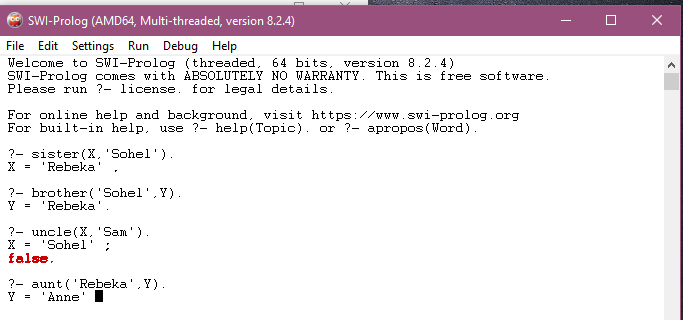 SWI-Prolog (AMD64, Multi-threaded, version 8.2.4)
File Edit Settings Run Debug Help
Welcome to SWI-Prolog (threaded, 64 bits, version 8.2.4)
SWI-Prolog comes with ABSOLUTELY NO WARRANTY. This is free software.
Please run ?- license. for legal details.
For online help and background, visit https://www.swi-prolog.org
For built-in help, use ?- help(Topic). or ?- apropos(Word).
?- sister(X,'Sohel').
X = 'Rebeka' .
?- brother('Sohel',Y).
Y = 'Rebeka'.
?- uncle(X,'Sam').
X = 'Sohel' ;
false.
?- aunt('Rebeka',Y).
Y = 'Anne'